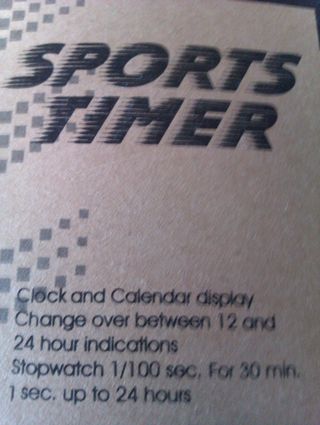 SPORTS
TIMER
Clock and Calendar display
Change over between 12 and
24 hour indications
Stopwatch 1/100 sec. For 30 min.
1 sec. up to 24 hours